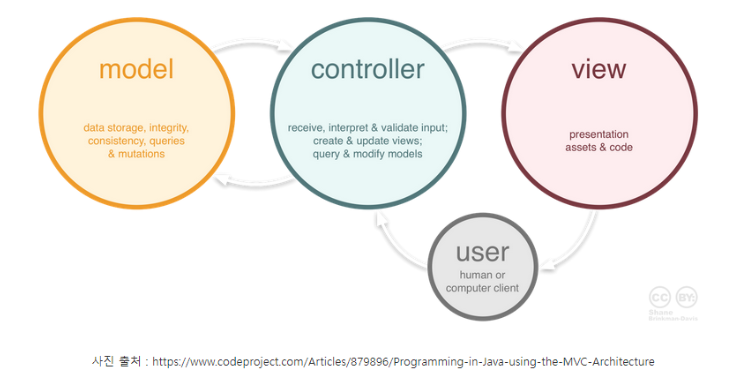 model
data storage, integrity,
consistency, queries
& mutations
controller
receive, interpret & validate input;
create & update views;
query & modify models
view
presentation
assets & code
user
human or
computer client
CC BY:
Shane
Brinkman-Davis
사진 출처 : https://www.codeproject.com/Articles/879896/Programming-in-Java-using-the-MVC-Architecture